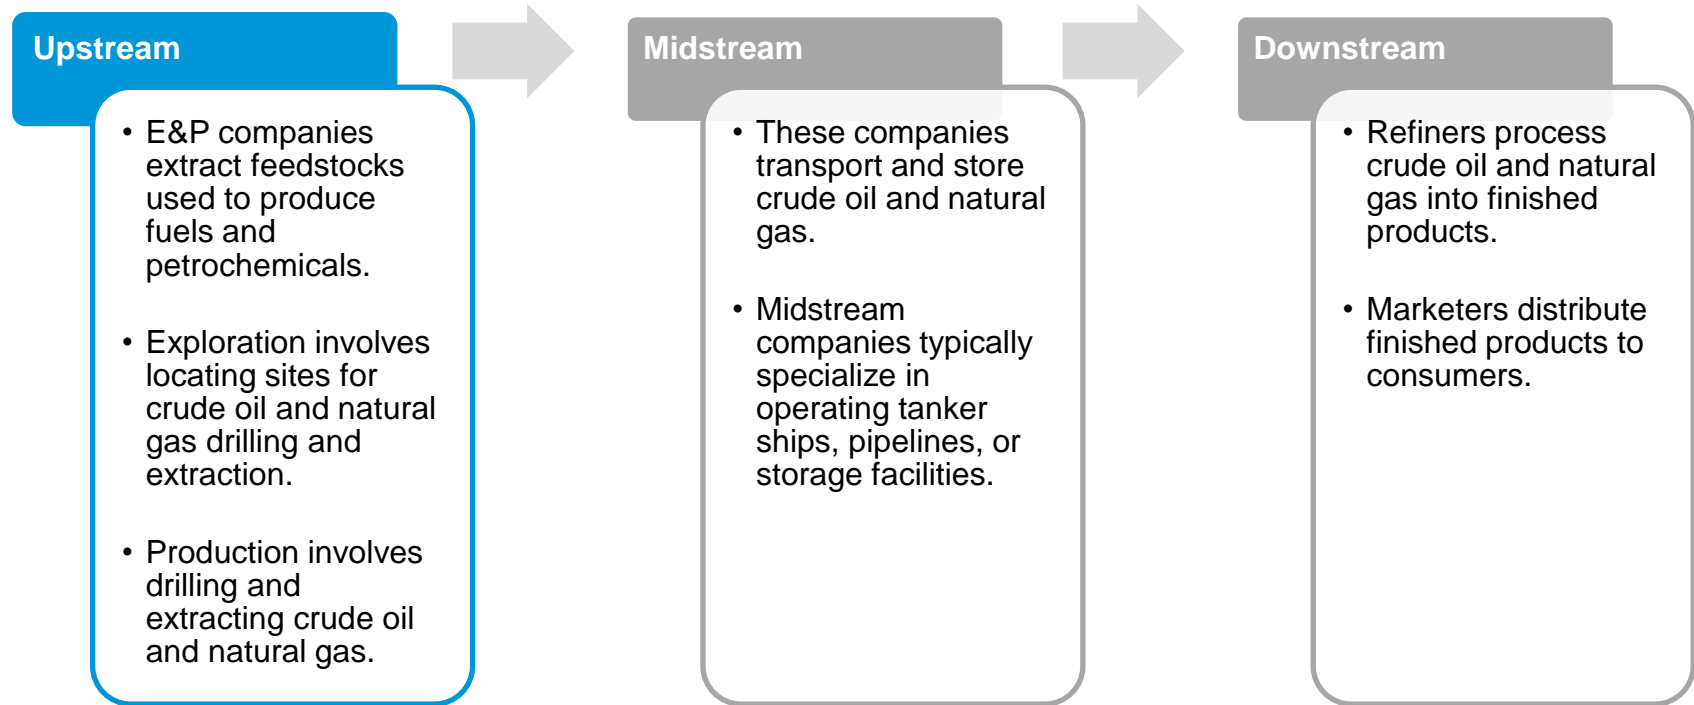 Upstream
• E&P companies
extract feedstocks
used to produce
fuels and
petrochemicals.
• Exploration involves
locating sites for
crude oil and natural
gas drilling and
extraction.
• Production involves
drilling and
extracting crude oil
and natural gas.
Midstream
• These companies
transport and store
crude oil and natural
gas.
• Midstream
companies typically
specialize in
operating tanker
ships, pipelines, or
storage facilities.
Downstream
• Refiners process
crude oil and natural
gas into finished
products.
• Marketers distribute
finished products to
consumers.